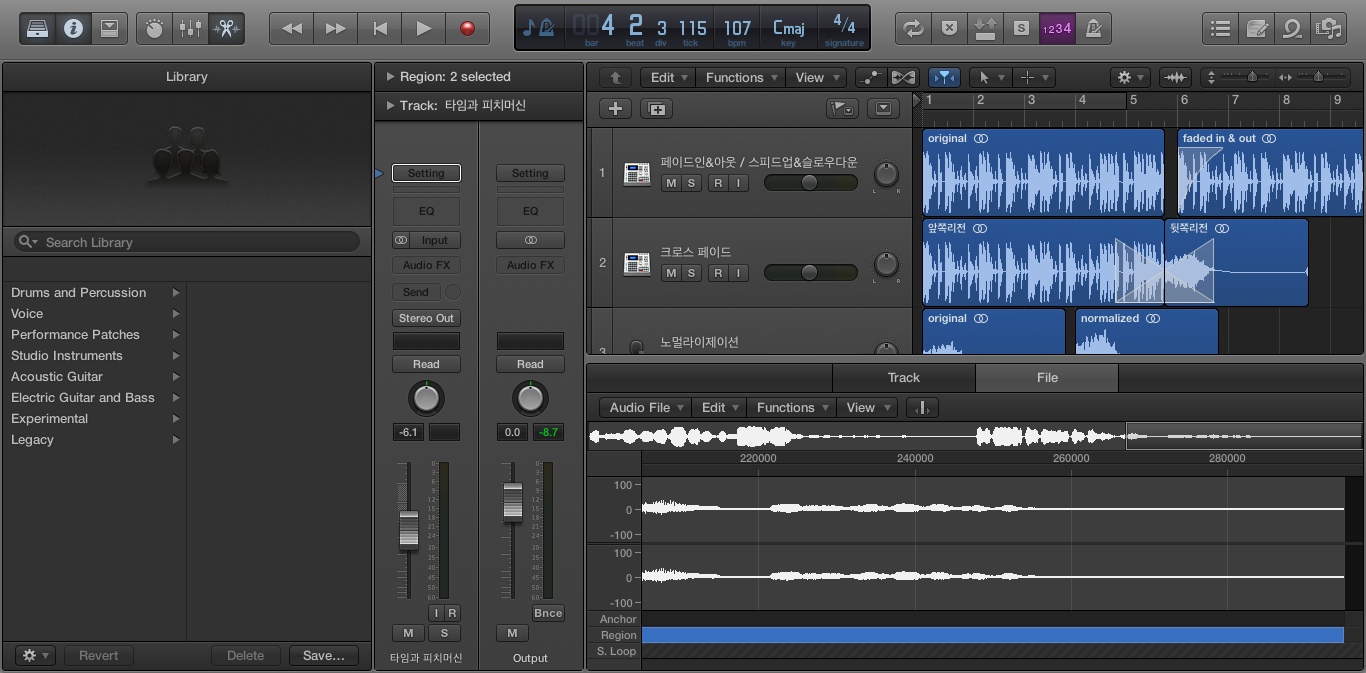 4 2 3 115 107 Cmaj 4/4
bar beat div tick bpm key signature
S 1234
Library
Search Library
Drums and Percussion
Voice
Performance Patches
Studio Instruments
Acoustic Guitar
Electric Guitar and Bass
Experimental
Legacy
Revert Delete Save...
Region: 2 selected
Track: 타임과 피치머신
Setting Setting
EQ EQ
Input
Audio FX Audio FX
Send
Stereo Out
Read Read
-6.1 0.0 -8.7
I R Bnce
M S M
타임과 피치머신 Output
Edit Functions View
1 2 3 4 5 6 7 8 9
1 페이드인&아웃 / 스피드업&슬로우다운
M S R I L R
original faded in & out
2 크로스 페이드
M S R I L R
앞쪽리전 뒷쪽리전
3 노멀라이제이션
original normalized
Track File
Audio File Edit Functions View
220000 240000 260000 280000
100
0
-100
100
0
-100
Anchor
Region
S. Loop